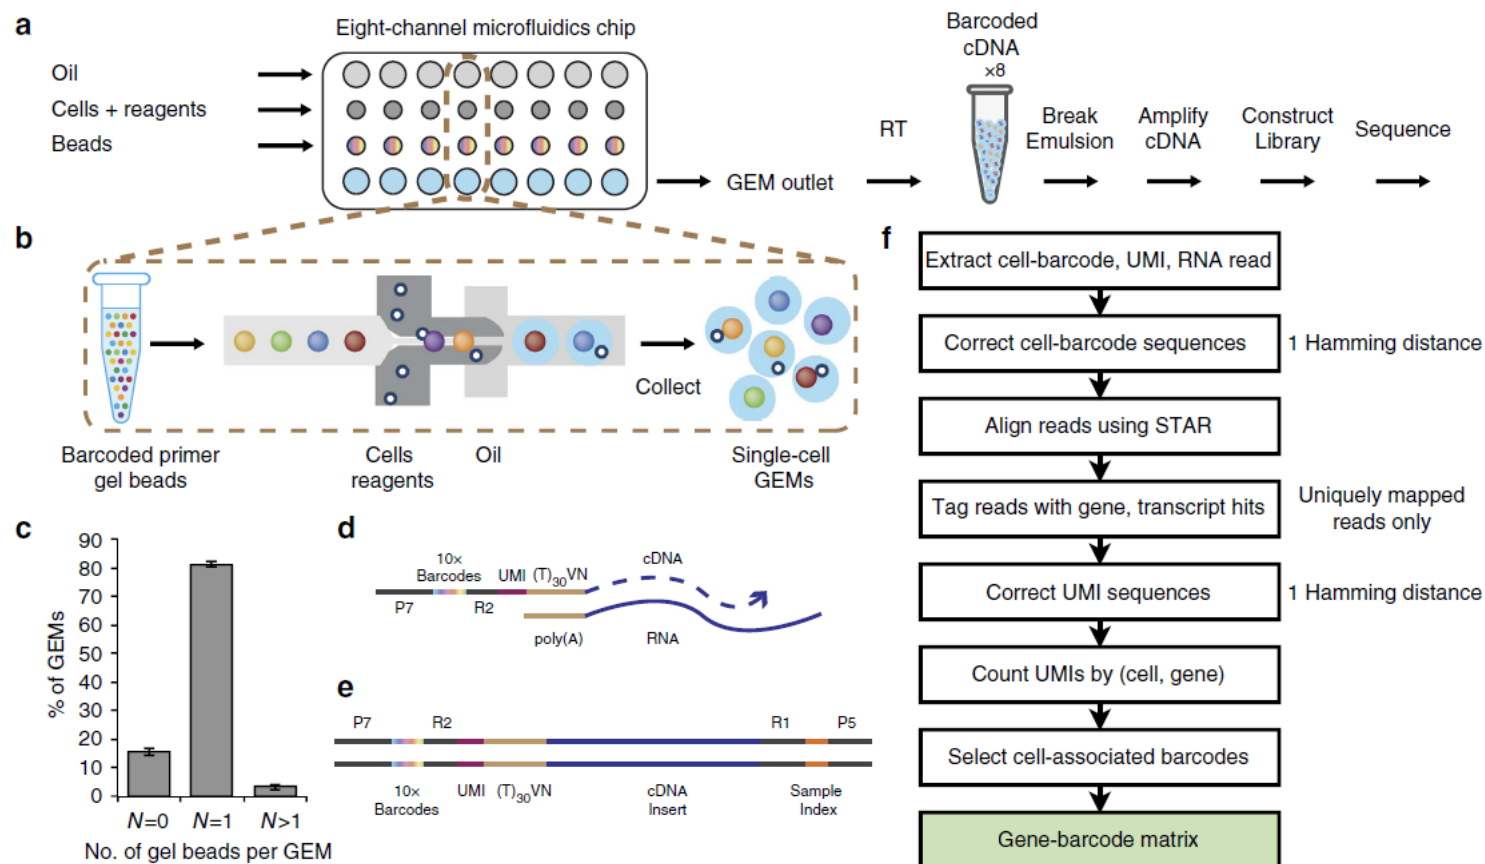 a
Eight-channel microfluidics chip
Oil
Cells + reagents
Beads
GEM outlet
RT
Barcoded
cDNA
×8
Break
Emulsion
Amplify
cDNA
Construct
Library
Sequence
b
Collect
Barcoded primer
gel beads
Cells
reagents
Oil
Single-cell
GEMs
c
% of GEMs
90
80
70
60
50
40
30
20
10
0
N=0
N=1
N>1
No. of gel beads per GEM
d
10×
Barcodes
UMI
(T)30VN
cDNA
P7
R2
poly(A)
RNA
e
P7
R2
R1
P5
10×
Barcodes
UMI
(T)30VN
cDNA
Insert
Sample
Index
f
Extract cell-barcode, UMI, RNA read
Correct cell-barcode sequences
1 Hamming distance
Align reads using STAR
Tag reads with gene, transcript hits
Uniquely mapped
reads only
Correct UMI sequences
1 Hamming distance
Count UMIs by (cell, gene)
Select cell-associated barcodes
Gene-barcode matrix